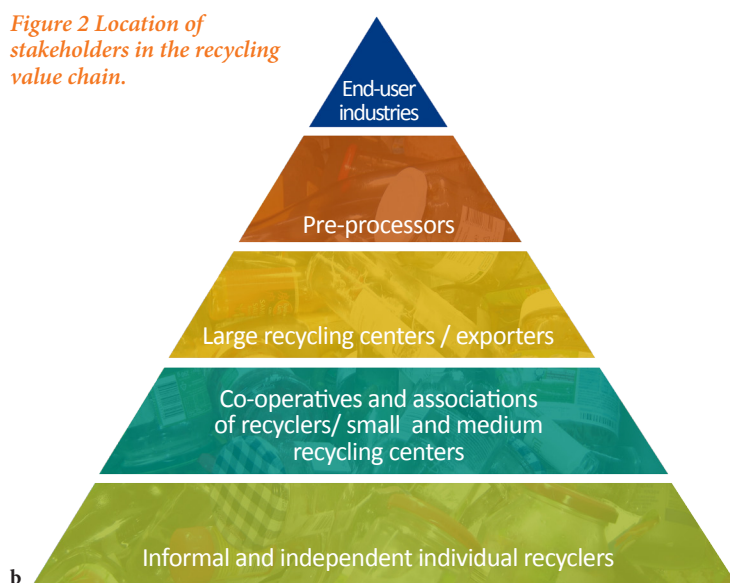 Figure 2 Location of
stakeholders in the recycling
value chain.
End-user
industries
Pre-processors
Large recycling centers / exporters
Co-operatives and associations
of recyclers/ small and medium
recycling centers
Informal and independent individual recyclers
b